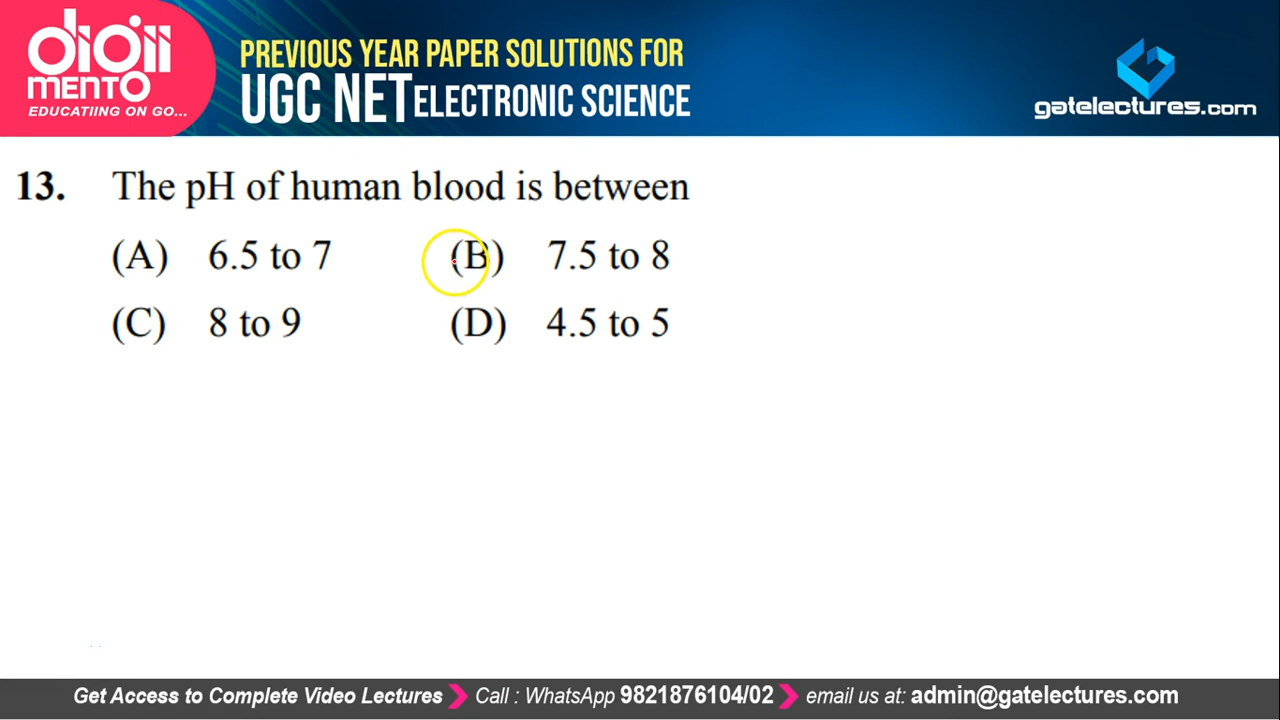 digii
MENTO
EDUCATIING ON GO...
PREVIOUS YEAR PAPER SOLUTIONS FOR
UGC NET ELECTRONIC SCIENCE
gatelectures.com
13. The pH of human blood is between
(A) 6.5 to 7 (B) 7.5 to 8
(C) 8 to 9 (D) 4.5 to 5
Get Access to Complete Video Lectures Call : WhatsApp 9821876104/02 email us at: admin@gatelectures.com